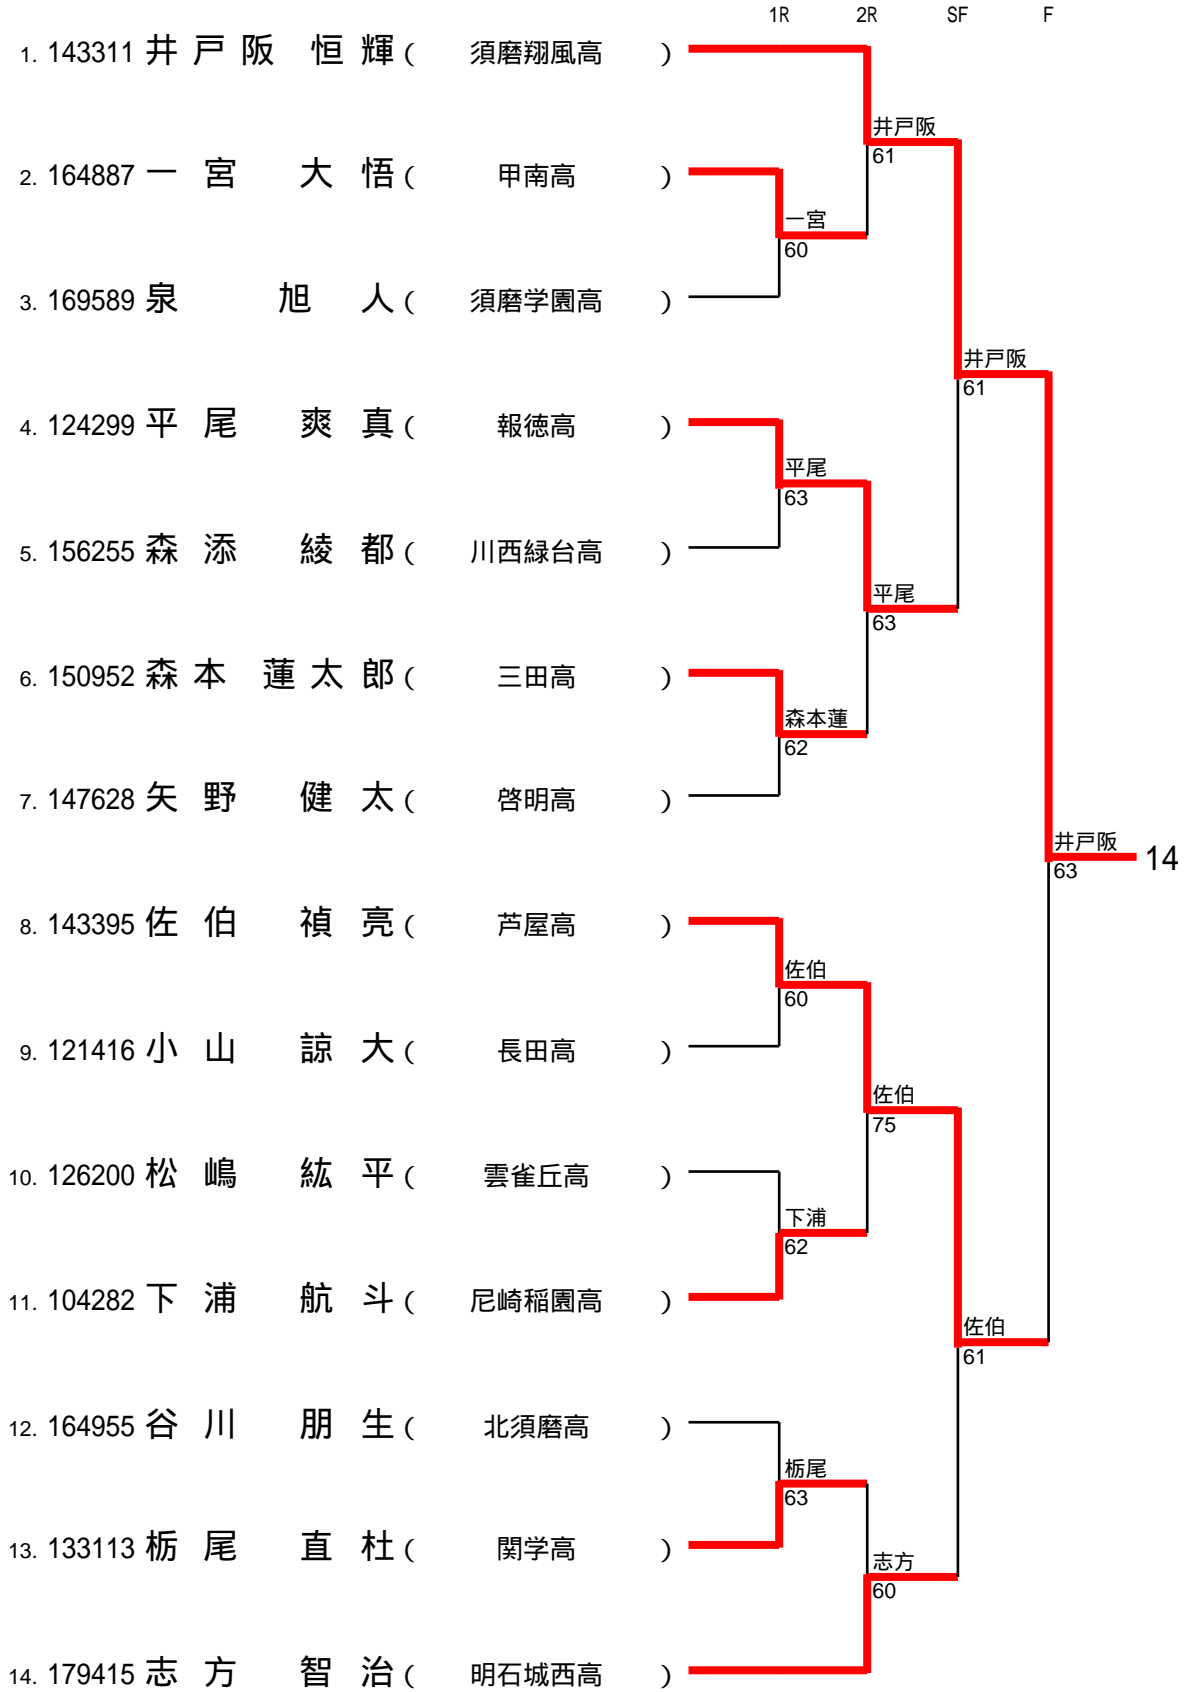 1R 2R SF F
1. 143311 井戸阪 恒輝 ( 須磨翔風高 )
井戸阪
61
2. 164887 一宮 大悟 ( 甲南高 )
一宮
60
3. 169589 泉 旭人 ( 須磨学園高 )
井戸阪
61
4. 124299 平尾 爽真 ( 報徳高 )
平尾
63
5. 156255 森添 綾都 ( 川西緑台高 )
平尾
63
6. 150952 森本 蓮太郎 ( 三田高 )
森本蓮
62
7. 147628 矢野 健太 ( 啓明高 )
井戸阪
63
14
8. 143395 佐伯 禎亮 ( 芦屋高 )
佐伯
60
9. 121416 小山 諒大 ( 長田高 )
佐伯
75
10. 126200 松嶋 紘平 ( 雲雀丘高 )
下浦
62
11. 104282 下浦 航斗 ( 尼崎稲園高 )
佐伯
61
12. 164955 谷川 朋生 ( 北須磨高 )
栃尾
63
13. 133113 栃尾 直杜 ( 関学高 )
志方
60
14. 179415 志方 智治 ( 明石城西高 )